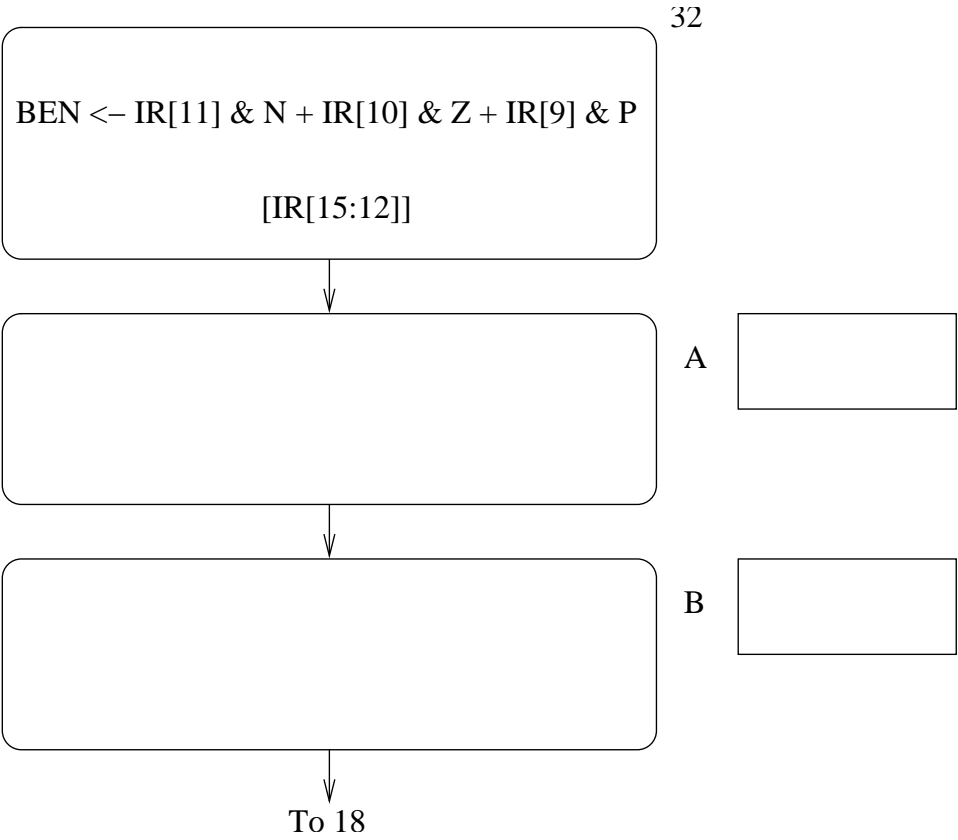 32
BEN <– IR[11] & N + IR[10] & Z + IR[9] & P
[IR[15:12]]
A
B
To 18